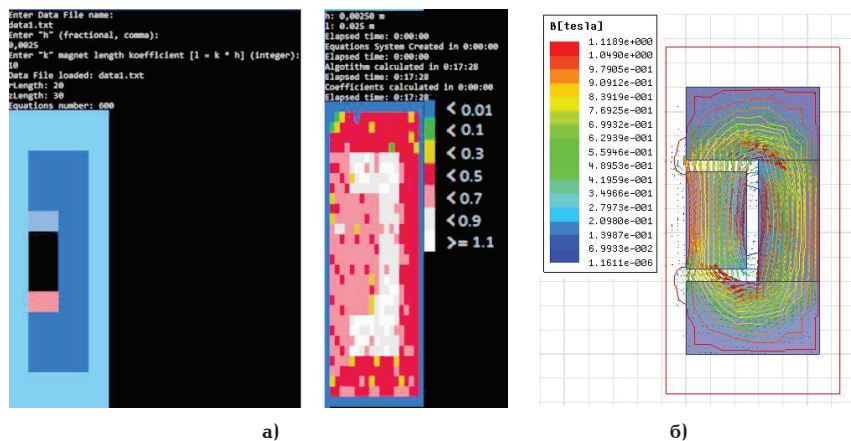 Enter Data File name:
data1.txt
Enter "h" (fractional, comma):
0,0025
Enter "k" magnet length koefficient [l = k * h] (integer):
10
Data File loaded: data1.txt
rLength: 20
zLength: 30
Equations number: 600
h: 0,00250 m
l: 0.025 m
Elapsed time: 0:00:00
Equations System Created in 0:00:00
Elapsed time: 0:17:28
Algotithm calculated in 0:17:28
Coefficients calculated in 0:00:00
Elapsed time: 0:17:28
< 0.01
< 0.1
< 0.3
< 0.5
< 0.7
< 0.9
>= 1.1
B[tesla]
1.1189e+000
1.0490e+000
9.7905e-001
9.0912e-001
8.3919e-001
7.6925e-001
6.9932e-001
6.2939e-001
5.5946e-001
4.8953e-001
4.1959e-001
3.4966e-001
2.7973e-001
2.0980e-001
1.3987e-001
6.9933e-002
1.1611e-006
а)
б)